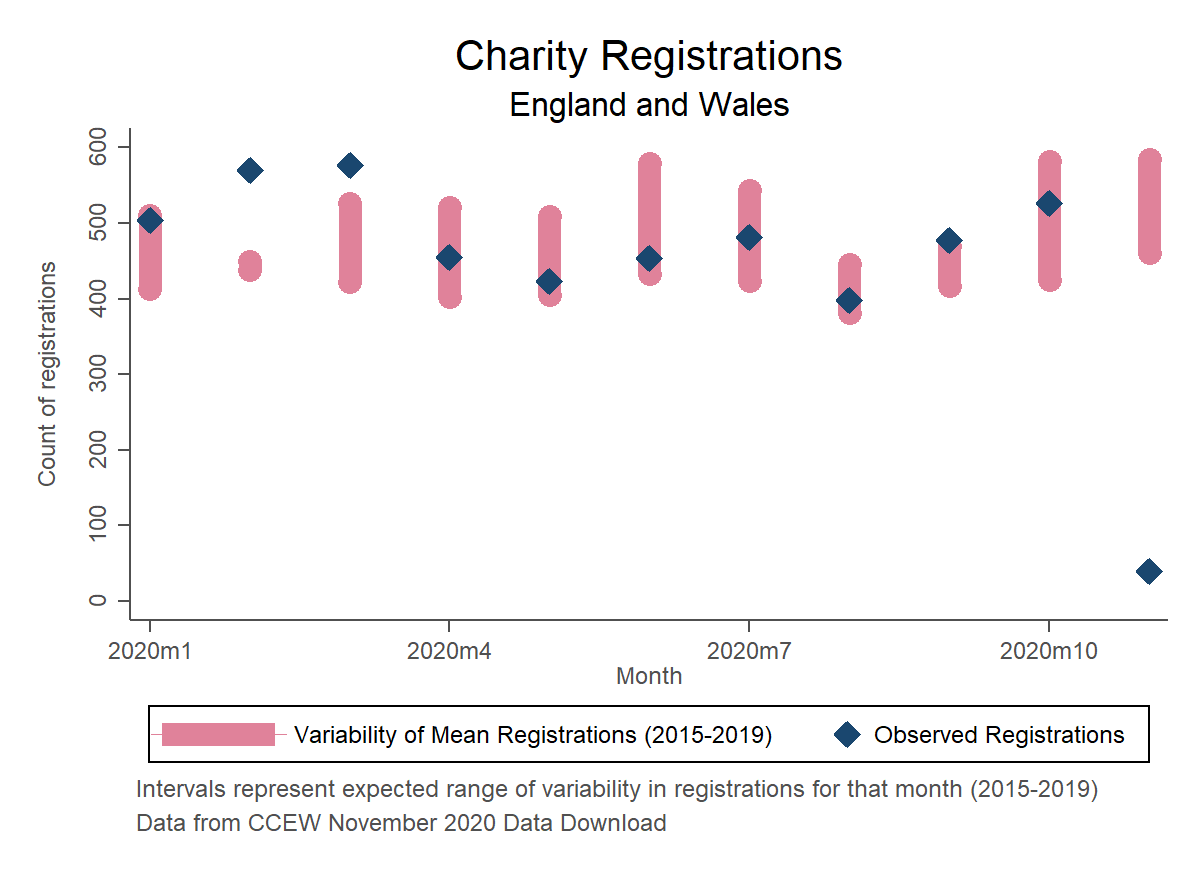 Charity Registrations
England and Wales
Count of registrations
600
500
400
300
200
100
0
2020m1 2020m4 2020m7 2020m10
Month
Variability of Mean Registrations (2015-2019) Observed Registrations
Intervals represent expected range of variability in registrations for that month (2015-2019)
Data from CCEW November 2020 Data Download